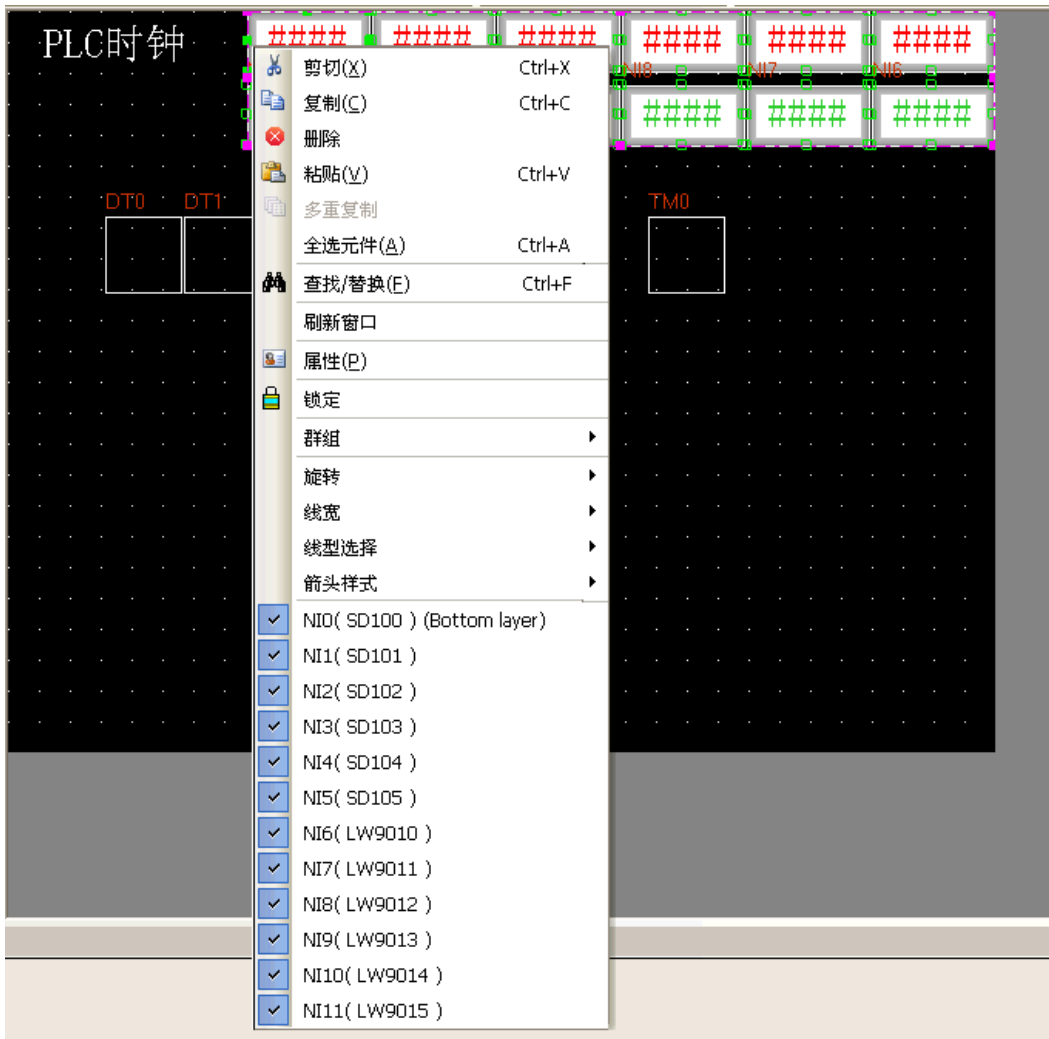 PLC时钟
#### #### #### #### #### ####
NI8 NI7 NI6
#### #### ####
DT0 DT1 TM0
剪切(X) Ctrl+X
复制(C) Ctrl+C
删除
粘贴(V) Ctrl+V
多重复制
全选元件(A) Ctrl+A
查找/替换(F) Ctrl+F
刷新窗口
属性(P)
锁定
群组
旋转
线宽
线型选择
箭头样式
NI0( SD100 ) (Bottom layer)
NI1( SD101 )
NI2( SD102 )
NI3( SD103 )
NI4( SD104 )
NI5( SD105 )
NI6( LW9010 )
NI7( LW9011 )
NI8( LW9012 )
NI9( LW9013 )
NI10( LW9014 )
NI11( LW9015 )